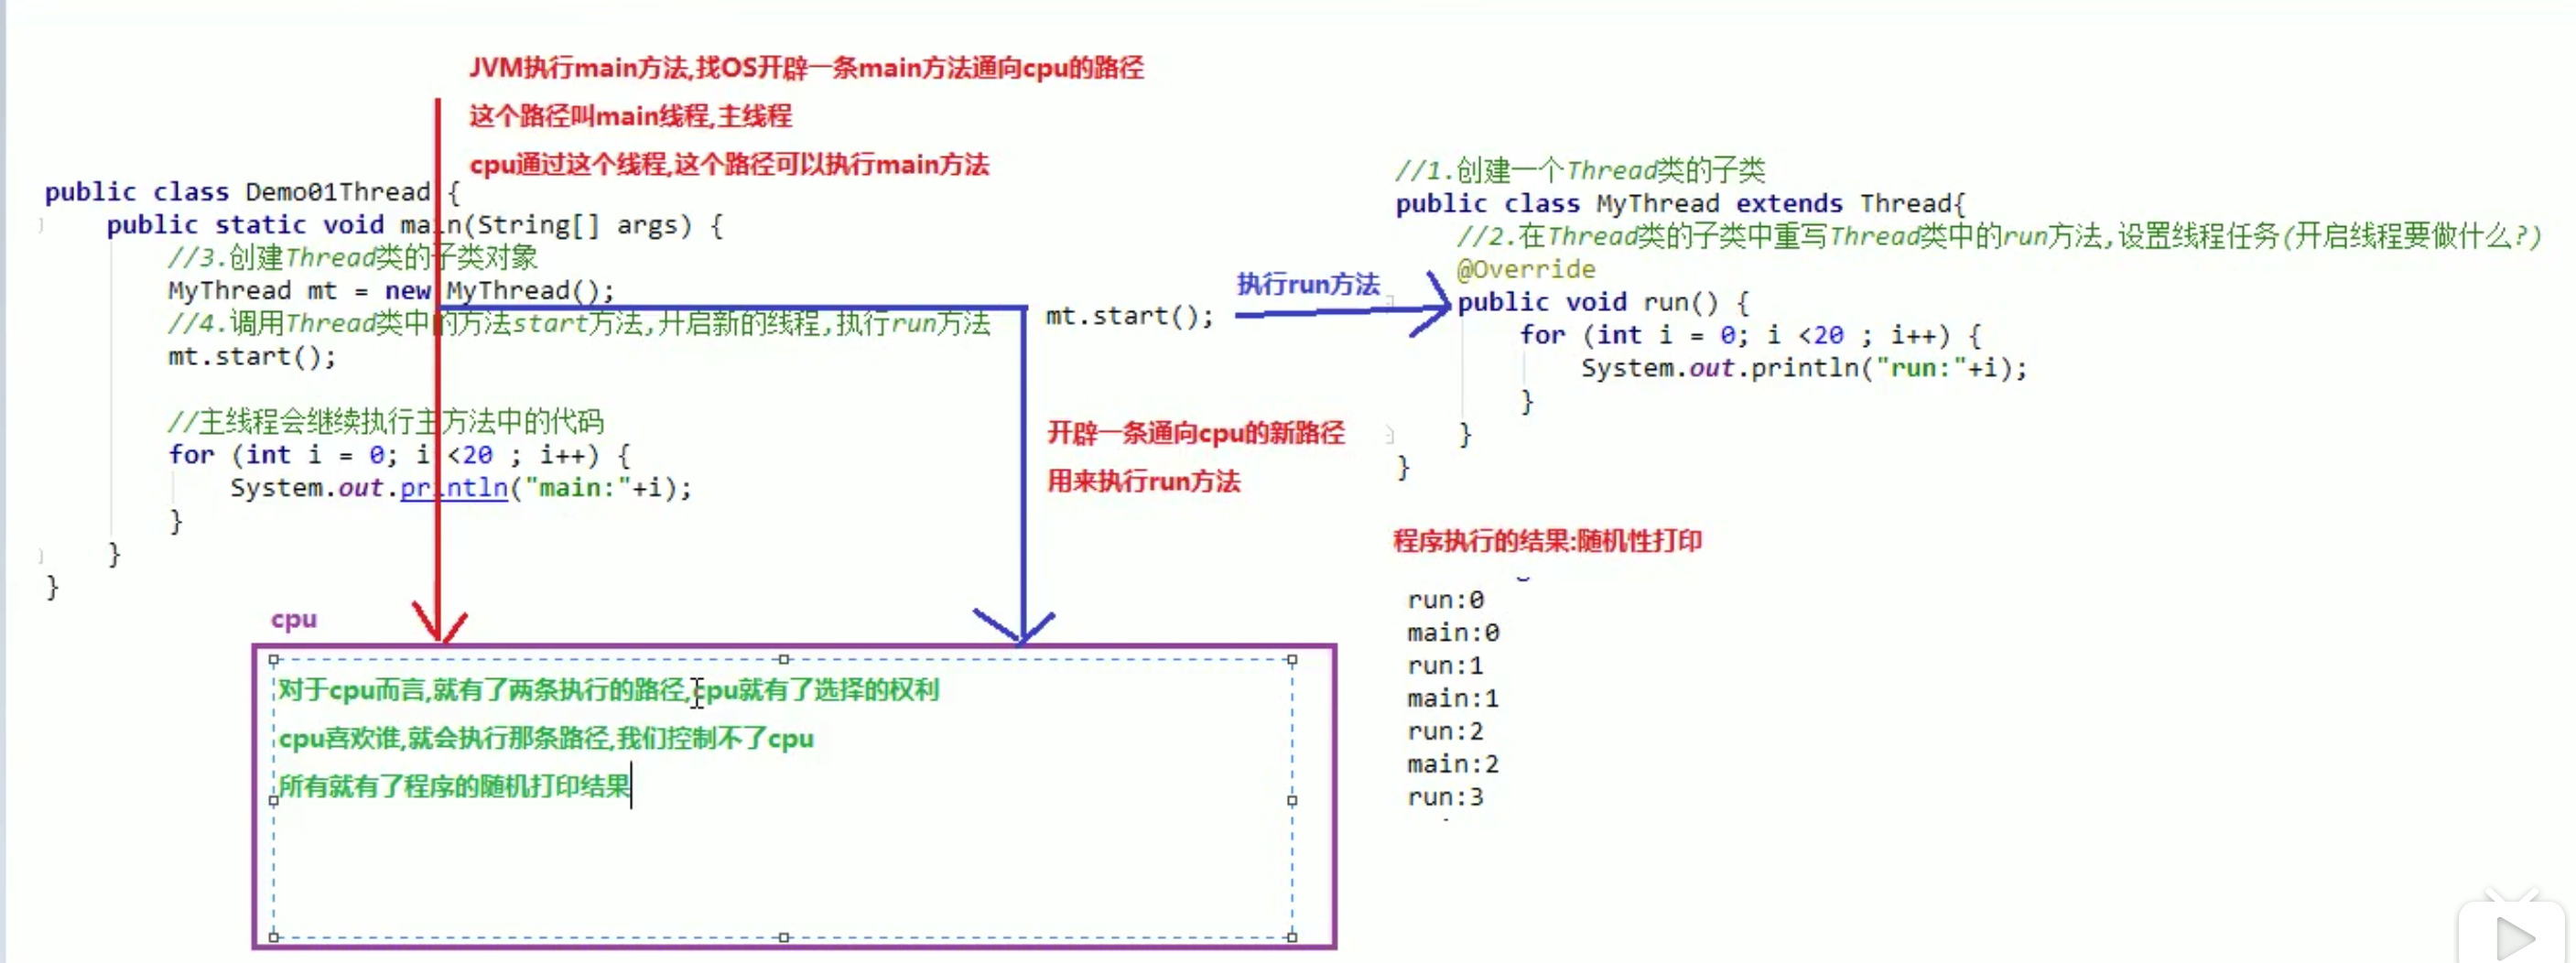 JVM执行main方法,找OS开辟一条main方法通向cpu的路径
这个路径叫main线程,主线程
cpu通过这个线程,这个路径可以执行main方法
public class Demo01Thread {
public static void main(String[] args) {
//3.创建Thread类的子类对象
MyThread mt = new MyThread();
//4.调用Thread类中的方法start方法,开启新的线程,执行run方法
mt.start();
//主线程会继续执行主方法中的代码
for (int i = 0; i <20 ; i++) {
System.out.println("main:"+i);
}
}
}
mt.start();
执行run方法
开辟一条通向cpu的新路径
用来执行run方法
//1.创建一个Thread类的子类
public class MyThread extends Thread{
//2.在Thread类的子类中重写Thread类中的run方法,设置线程任务(开启线程要做什么?)
@Override
public void run() {
for (int i = 0; i <20 ; i++) {
System.out.println("run:"+i);
}
}
}
程序执行的结果:随机性打印
run:0
main:0
run:1
main:1
run:2
main:2
run:3
cpu
对于cpu而言,就有了两条执行的路径,cpu就有了选择的权利
cpu喜欢谁,就会执行那条路径,我们控制不了cpu
所有就有了程序的随机打印结果